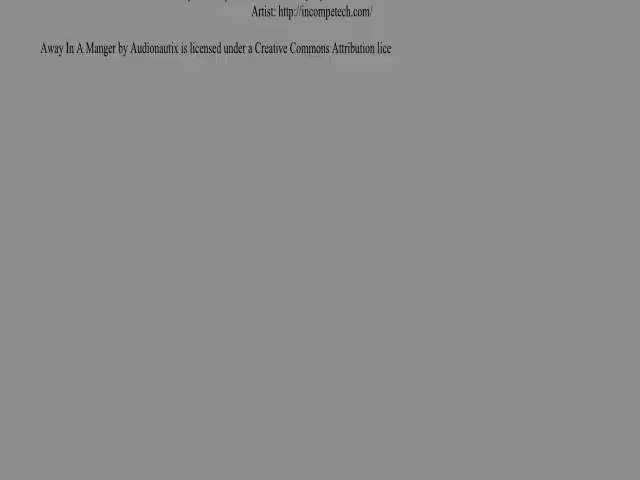 Artist: http://incompetech.com/
Away In A Manger by Audionautix is licensed under a Creative Commons Attribution lice